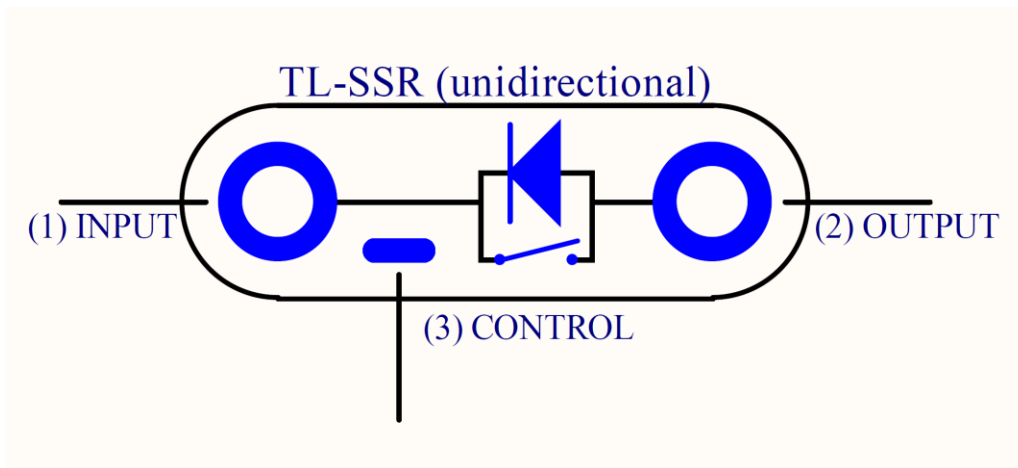 TL-SSR (unidirectional)
(1) INPUT
(2) OUTPUT
(3) CONTROL